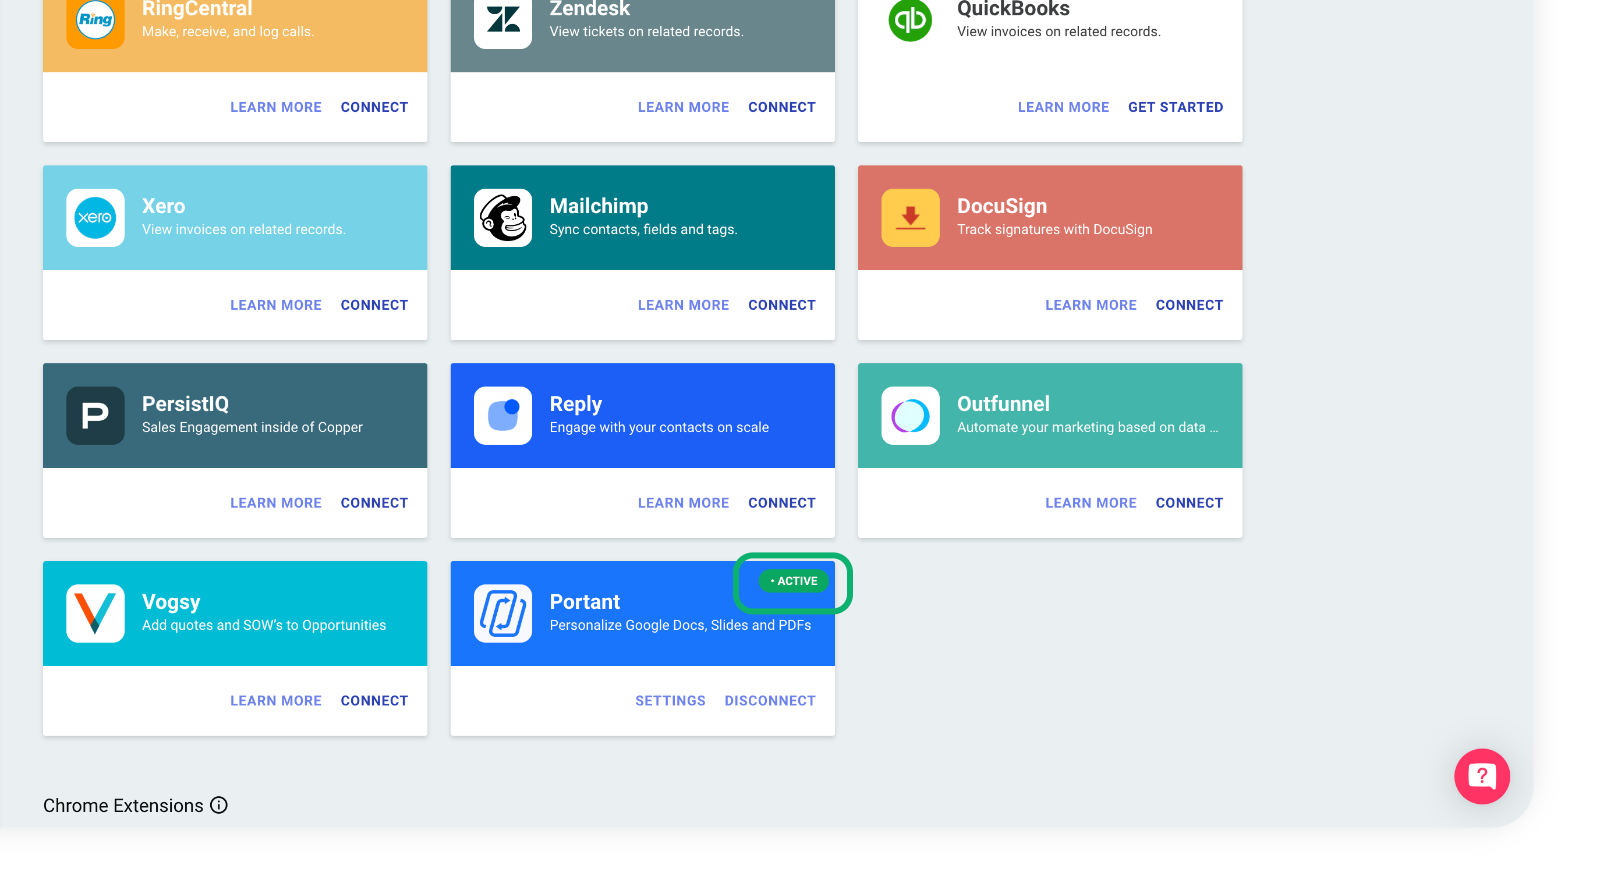 RingCentral
Make, receive, and log calls.
Ring
LEARN MORE CONNECT
Zendesk
View tickets on related records.
LEARN MORE CONNECT
QuickBooks
View invoices on related records.
qb
LEARN MORE GET STARTED
Xero
View invoices on related records.
xero
LEARN MORE CONNECT
Mailchimp
Sync contacts, fields and tags.
LEARN MORE CONNECT
DocuSign
Track signatures with DocuSign
LEARN MORE CONNECT
PersistIQ
Sales Engagement inside of Copper
P
LEARN MORE CONNECT
Reply
Engage with your contacts on scale
LEARN MORE CONNECT
Outfunnel
Automate your marketing based on data ...
LEARN MORE CONNECT
Vogsy
Add quotes and SOW's to Opportunities
LEARN MORE CONNECT
• ACTIVE
Portant
Personalize Google Docs, Slides and PDFs
SETTINGS DISCONNECT
Chrome Extensions
?